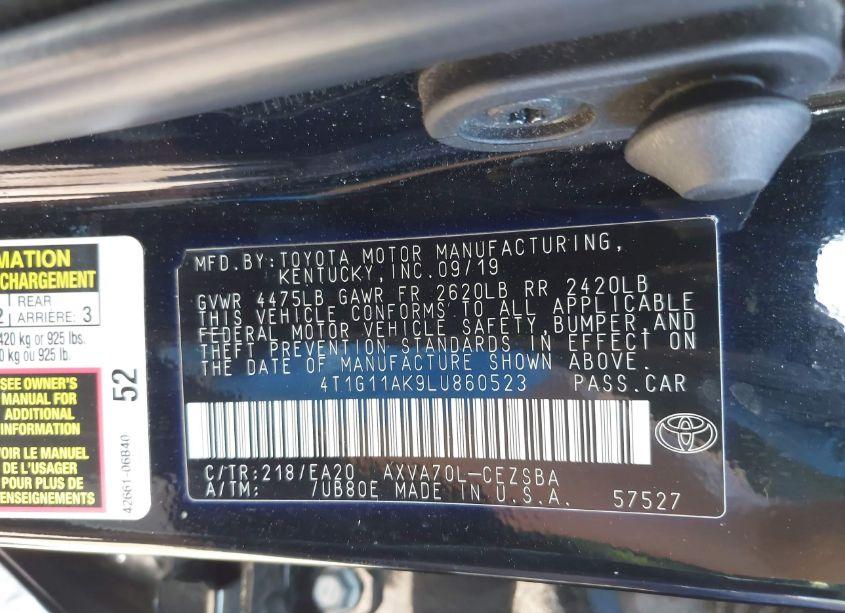 MATION
CHARGEMENT
REAR
ARRIÈRE: 3
420 kg or 925 lbs.
0 kg ou 925 lb.
SEE OWNER'S
MANUAL FOR
ADDITIONAL
INFORMATION
VOIR LE
DE L'USAGER
POUR PLUS DE
52
42661-06B40
MFD.BY:TOYOTA MOTOR MANUFACTURING,
KENTUCKY,INC.09/19
GVWR 4475LB GAWR FR 2620LB RR 2420LB
THIS VEHICLE CONFORMS TO ALL APPLICABLE
FEDERAL MOTOR VEHICLE SAFETY,BUMPER,AND
THEFT PREVENTION STANDARDS IN EFFECT ON
THE DATE OF MANUFACTURE SHOWN ABOVE.
4T1G11AK9LU860523 PASS.CAR
C/TR:218/EA20 AXVA70L-CEZSBA
A/TM: /UB80E MADE IN U.S.A. 57527